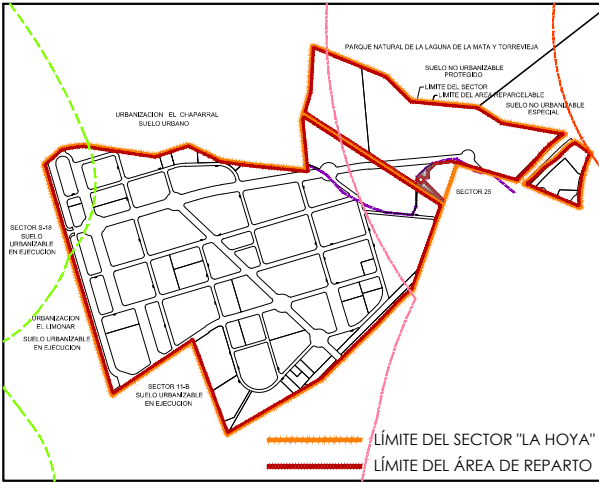 PARQUE NATURAL DE LA LAGUNA DE LA MATA Y TORREVIEJA
SUELO NO URBANIZABLE
PROTEGIDO
LIMITE DEL SECTOR
LIMITE DEL AREA REPARCELABLE
SUELO NO URBANIZABLE
ESPECIAL
URBANIZACION EL CHAPARRAL
SUELO URBANO
SECTOR 25
SECTOR S-18
SUELO
URBANIZABLE
EN EJECUCION
URBANIZACION
EL LIMONAR
SUELO URBANIZABLE
EN EJECUCION
SECTOR 11-B
SUELO URBANIZABLE
EN EJECUCION
LÍMITE DEL SECTOR "LA HOYA"
LÍMITE DEL ÁREA DE REPARTO